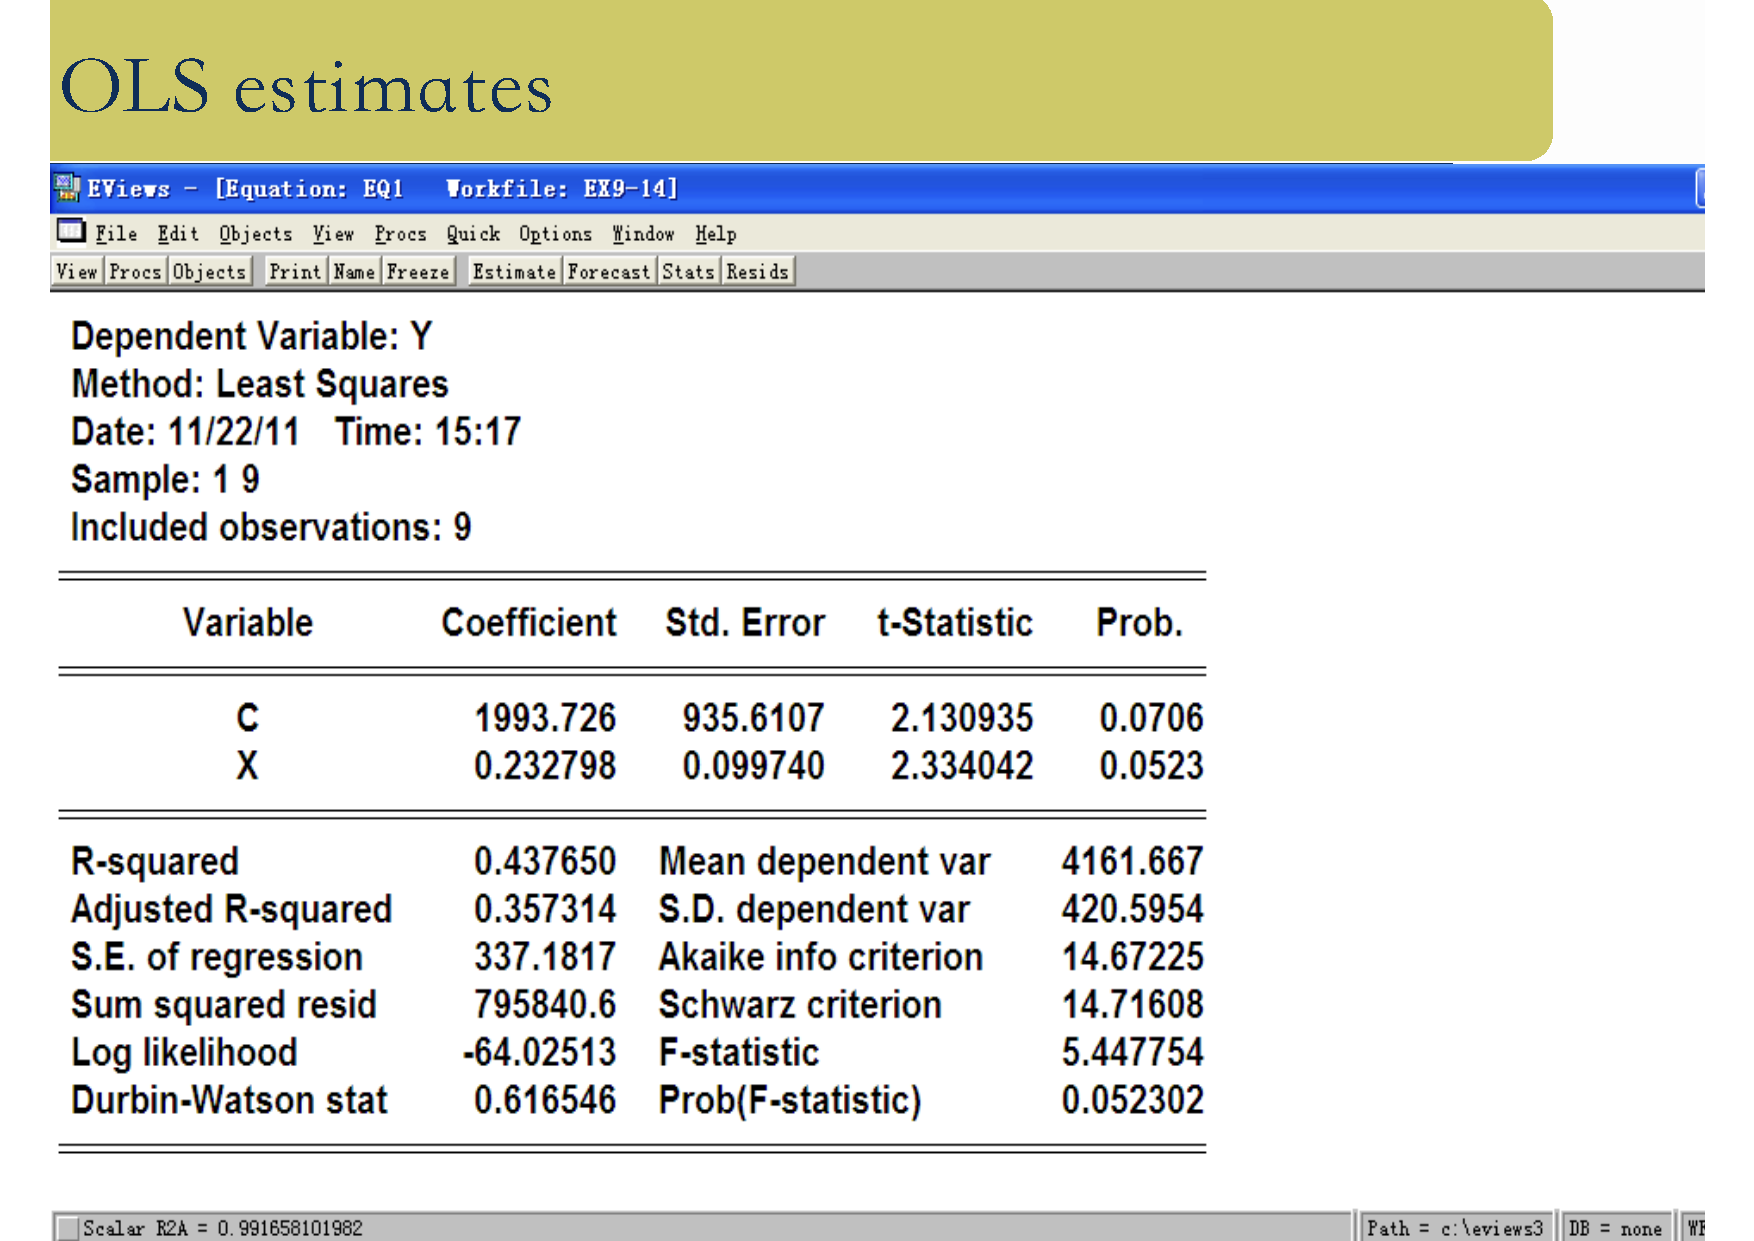 OLS estimates
EViews - [Equation: EQ1 Workfile: EX9-14]
File Edit Objects View Procs Quick Options Window Help
View Procs Objects Print Name Freeze Estimate Forecast Stats Resids
Dependent Variable: Y
Method: Least Squares
Date: 11/22/11 Time: 15:17
Sample: 1 9
Included observations: 9
Variable Coefficient Std. Error t-Statistic Prob.
C 1993.726 935.6107 2.130935 0.0706
X 0.232798 0.099740 2.334042 0.0523
R-squared 0.437650 Mean dependent var 4161.667
Adjusted R-squared 0.357314 S.D. dependent var 420.5954
S.E. of regression 337.1817 Akaike info criterion 14.67225
Sum squared resid 795840.6 Schwarz criterion 14.71608
Log likelihood -64.02513 F-statistic 5.447754
Durbin-Watson stat 0.616546 Prob(F-statistic) 0.052302
Scalar R2A = 0.991658101982 Path = c:\eviews3 DB = none